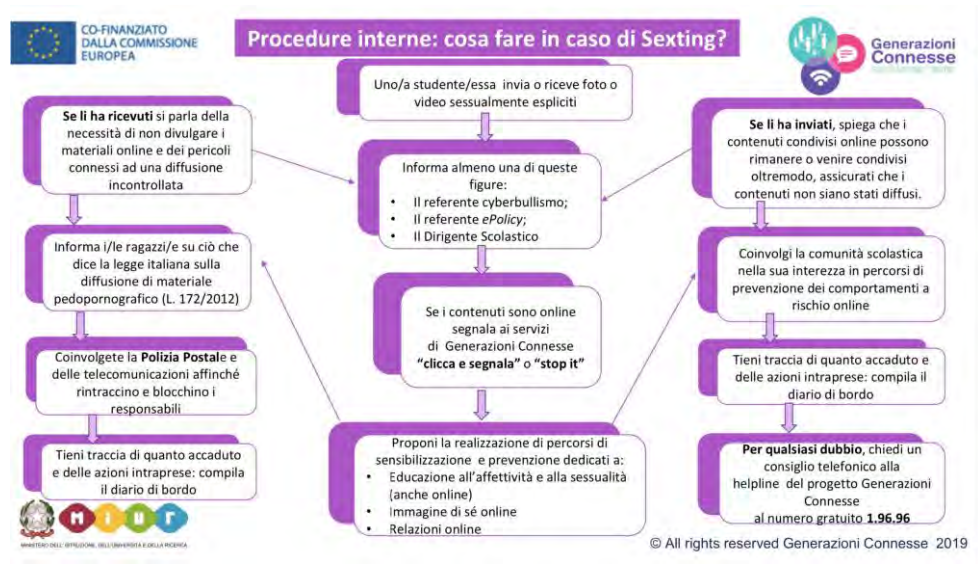 CO-FINANZIATO
DALLA COMMISSIONE
EUROPEA
Procedure interne: cosa fare in caso di Sexting?
Generazioni
Connesse
Uno/a studente/essa invia o riceve foto o
video sessualmente espliciti
Se li ha ricevuti si parla della
necessità di non divulgare i
materiali online e dei pericoli
connessi ad una diffusione
incontrollata
Informa i/le ragazzi/e su ciò che
dice la legge italiana sulla
diffusione di materiale
pedopornografico (L. 172/2012)
Coinvolgete la Polizia Postale e
delle telecomunicazioni affinché
rintraccino e blocchino i
responsabili
Tieni traccia di quanto accaduto
e delle azioni intraprese: compila
il diario di bordo
Informa almeno una di queste
figure:
• Il referente cyberbullismo;
• Il referente ePolicy;
• Il Dirigente Scolastico
Se i contenuti sono online
segnala ai servizi
di Generazioni Connesse
“clicca e segnala” o “stop it”
Proponi la realizzazione di percorsi di
sensibilizzazione e prevenzione dedicati a:
• Educazione all'affettività e alla sessualità
(anche online)
• Immagine di sé online
• Relazioni online
Se li ha inviati, spiega che i
contenuti condivisi online possono
rimanere o venire condivisi
oltremodo, assicurati che i
contenuti non siano stati diffusi.
Coinvolgi la comunità scolastica
nella sua interezza in percorsi di
prevenzione dei comportamenti a
rischio online
Tieni traccia di quanto accaduto e
delle azioni intraprese: compila il
diario di bordo
Per qualsiasi dubbio, chiedi un
consiglio telefonico alla
helpline del progetto Generazioni
Connesse
al numero gratuito 1.96.96
MIUR
MINISTERO DELL'ISTRUZIONE, DELL'UNIVERSITÀ E DELLA RICERCA
© All rights reserved Generazioni Connesse 2019